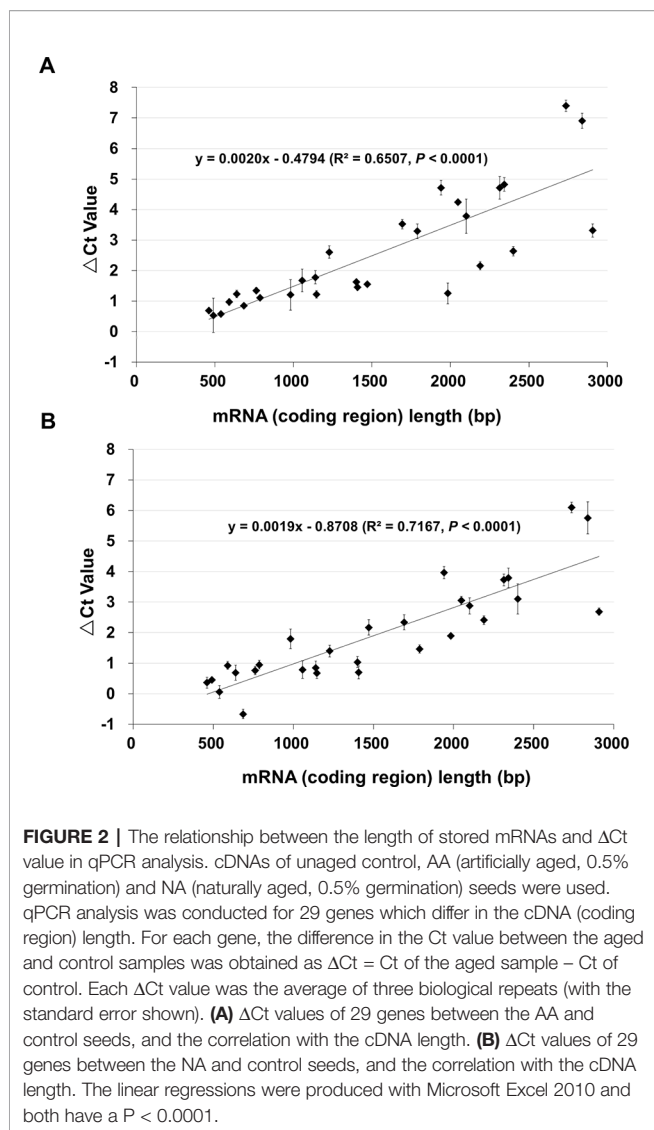 A
8
7
6
5
4
3
2
1
0
-1
△Ct Value
y = 0.0020x - 0.4794 (R² = 0.6507, P < 0.0001)
0 500 1000 1500 2000 2500 3000
mRNA (coding region) length (bp)
B
8
7
6
5
4
3
2
1
0
-1
△Ct Value
y = 0.0019x - 0.8708 (R² = 0.7167, P < 0.0001)
0 500 1000 1500 2000 2500 3000
mRNA (coding region) length (bp)
FIGURE 2 | The relationship between the length of stored mRNAs and ΔCt
value in qPCR analysis. cDNAs of unaged control, AA (artificially aged, 0.5%
germination) and NA (naturally aged, 0.5% germination) seeds were used.
qPCR analysis was conducted for 29 genes which differ in the cDNA (coding
region) length. For each gene, the difference in the Ct value between the aged
and control samples was obtained as ΔCt = Ct of the aged sample – Ct of
control. Each ΔCt value was the average of three biological repeats (with the
standard error shown). (A) ΔCt values of 29 genes between the AA and
control seeds, and the correlation with the cDNA length. (B) ΔCt values of 29
genes between the NA and control seeds, and the correlation with the cDNA
length. The linear regressions were produced with Microsoft Excel 2010 and
both have a P < 0.0001.